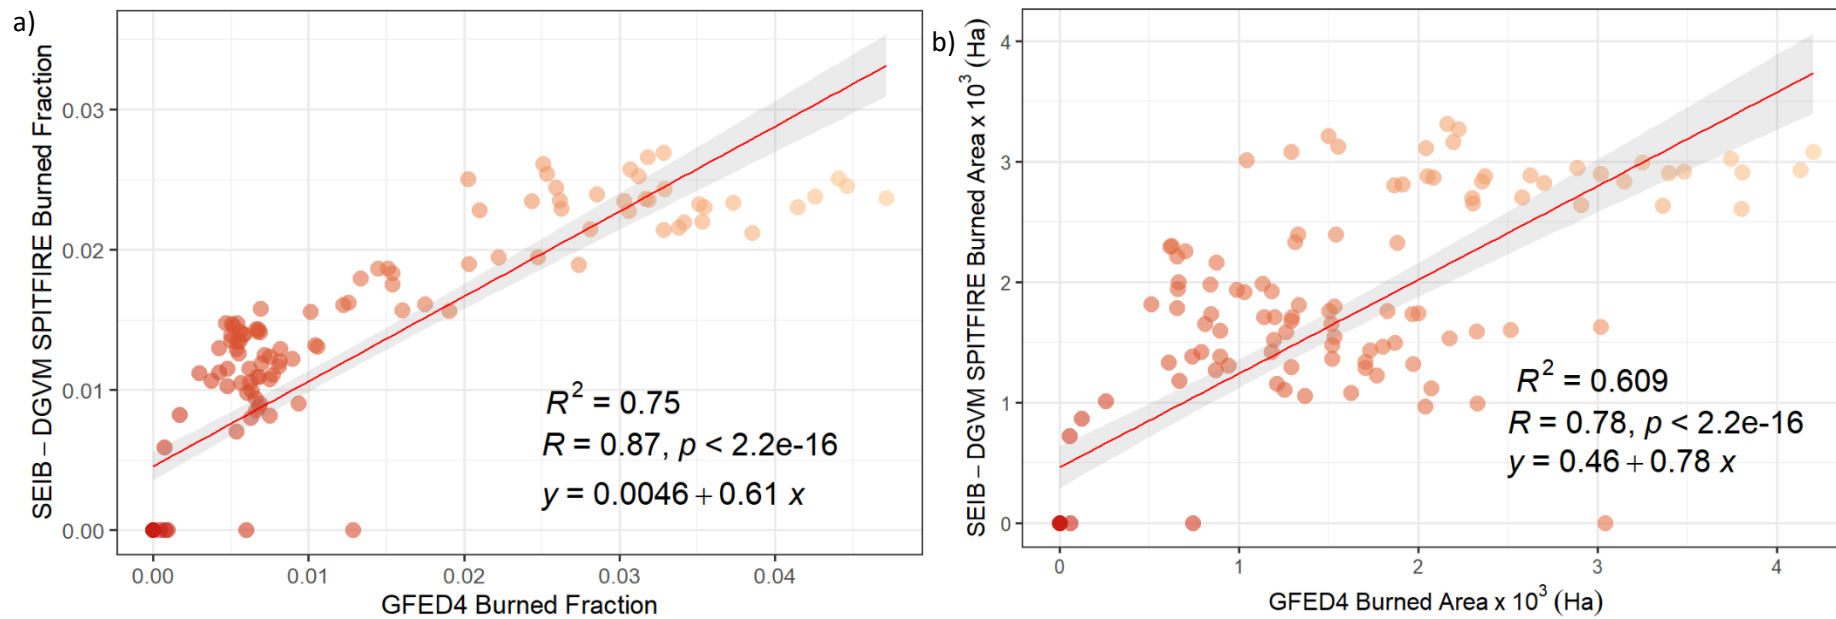 a)
SEIB – DGVM SPITFIRE Burned Fraction
0.03
0.02
0.01
0.00
R² = 0.75
R = 0.87, p < 2.2e-16
y = 0.0046 + 0.61 x
0.00 0.01 0.02 0.03 0.04
GFED4 Burned Fraction
b)
SEIB – DGVM SPITFIRE Burned Area x 10³ (Ha)
4
3
2
1
0
R² = 0.609
R = 0.78, p < 2.2e-16
y = 0.46 + 0.78 x
0 1 2 3 4
GFED4 Burned Area x 10³ (Ha)